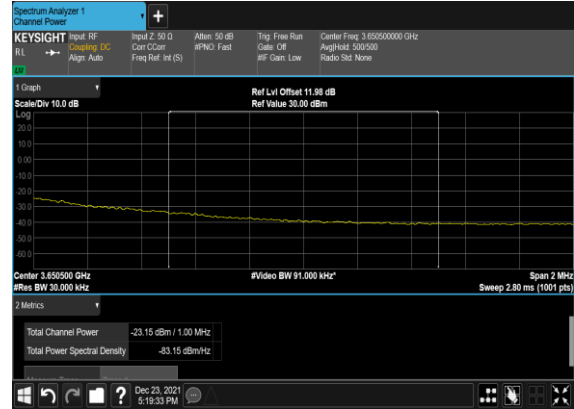 Spectrum Analyzer 1
Channel Power
+
KEYSIGHT Input: RF Input Z: 50 Ω Atten: 50 dB Trig: Free Run Center Freq: 3.650500000 GHz
RL Coupling: DC Corr CCorr #PNO: Fast Gate: Off Avg|Hold: 500/500
Align: Auto Freq Ref: Int (S) #IF Gain: Low Radio Std: None
1 Graph
Ref Lvl Offset 11.98 dB
Scale/Div 10.0 dB Ref Value 30.00 dBm
Log
20.0
10.0
0.00
-10.0
-20.0
-30.0
-40.0
-50.0
-60.0
Center 3.650500 GHz #Video BW 91.000 kHz* Span 2 MHz
#Res BW 30.000 kHz Sweep 2.80 ms (1001 pts)
2 Metrics
Total Channel Power -23.15 dBm / 1.00 MHz
Total Power Spectral Density -83.15 dBm/Hz
? Dec 23, 2021
5:19:33 PM